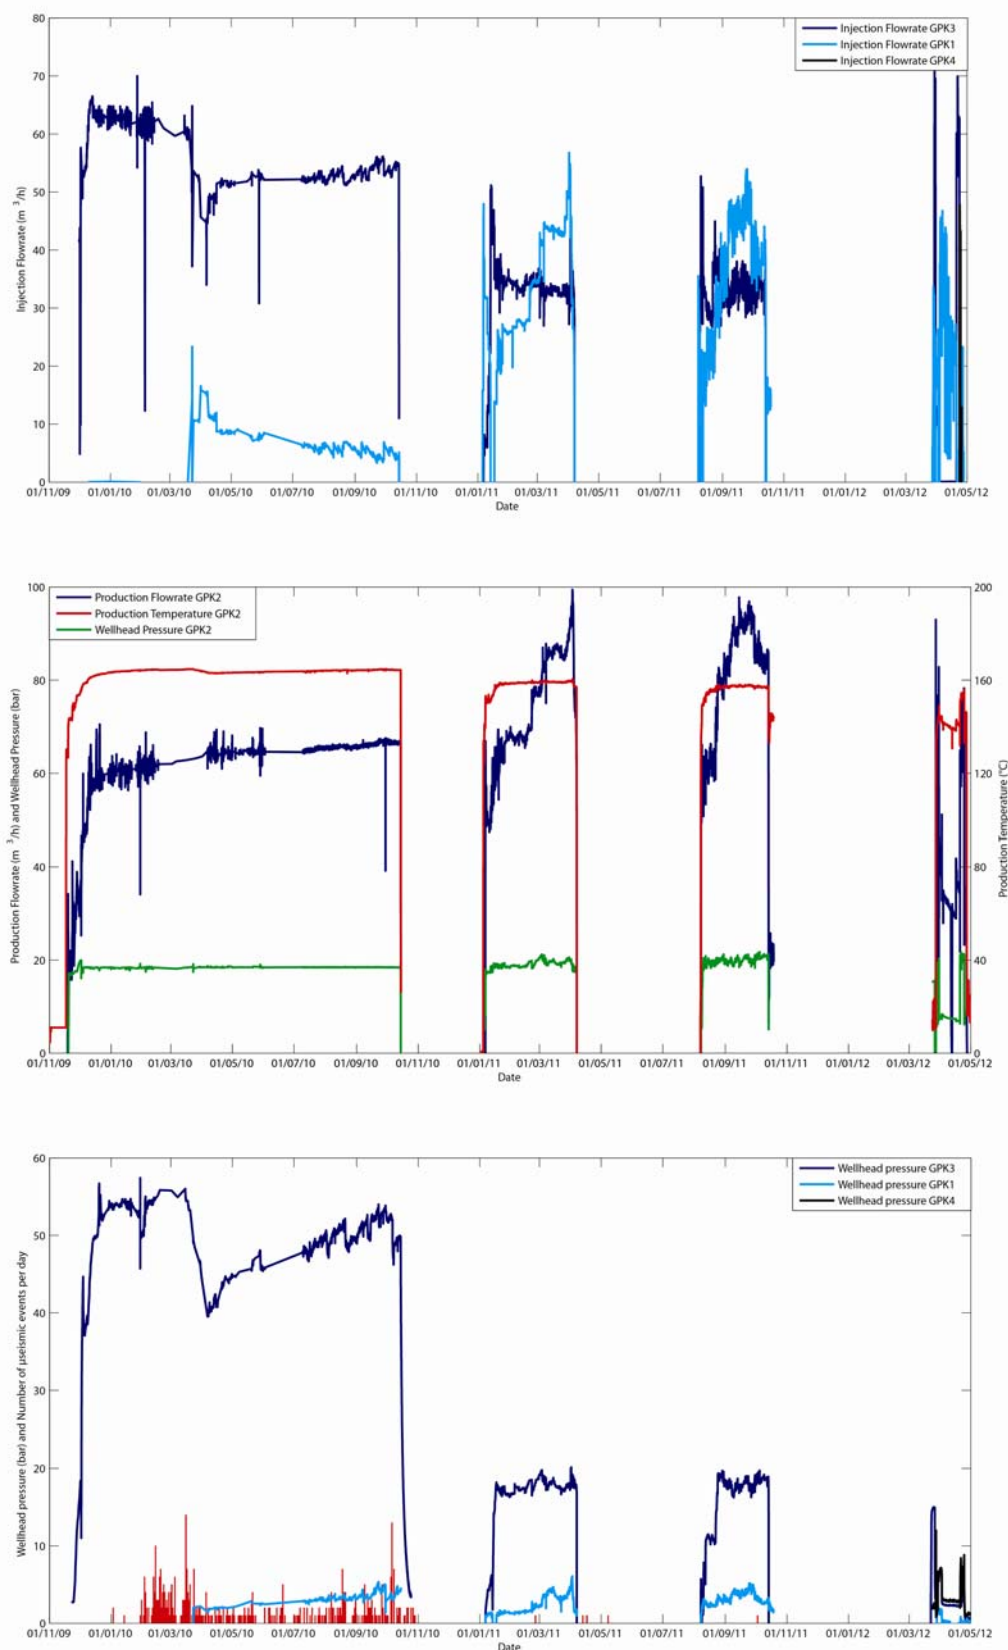 80
70
60
50
40
30
20
10
0
Injection Flowrate (m 3/h)
Injection Flowrate GPK3
Injection Flowrate GPK1
Injection Flowrate GPK4
01/11/09 01/01/10 01/03/10 01/05/10 01/07/10 01/09/10 01/11/10 01/01/11 01/03/11 01/05/11 01/07/11 01/09/11 01/11/11 01/01/12 01/03/12 01/05/12
Date
100
80
60
40
20
0
Production Flowrate (m 3/h) and Wellhead Pressure (bar)
Production Flowrate GPK2
Production Temperature GPK2
Wellhead Pressure GPK2
200
160
120
80
40
0
Production Temperature (°C)
01/11/09 01/01/10 01/03/10 01/05/10 01/07/10 01/09/10 01/11/10 01/01/11 01/03/11 01/05/11 01/07/11 01/09/11 01/11/11 01/01/12 01/03/12 01/05/12
Date
60
50
40
30
20
10
0
Wellhead pressure (bar) and Number of µseismic events per day
Wellhead pressure GPK3
Wellhead pressure GPK1
Wellhead pressure GPK4
01/11/09 01/01/10 01/03/10 01/05/10 01/07/10 01/09/10 01/11/10 01/01/11 01/03/11 01/05/11 01/07/11 01/09/11 01/11/11 01/01/12 01/03/12 01/05/12
Date